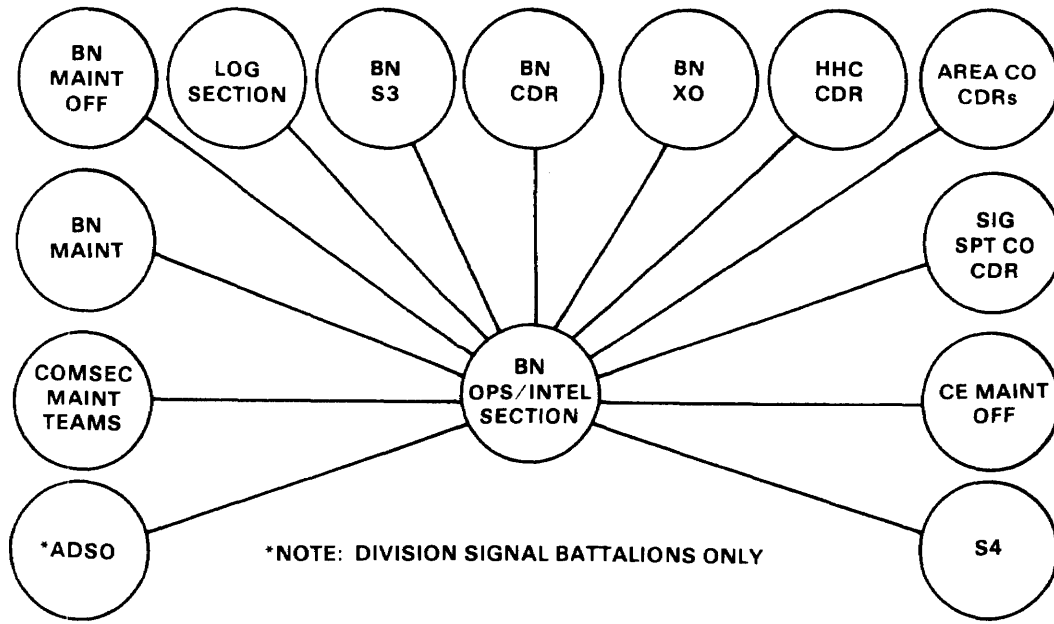 BN
MAINT
OFF
LOG
SECTION
BN
S3
BN
CDR
BN
XO
HHC
CDR
AREA CO
CDRs
BN
MAINT
SIG
SPT CO
CDR
COMSEC
MAINT
TEAMS
BN
OPS/INTEL
SECTION
CE MAINT
OFF
*ADSO
*NOTE: DIVISION SIGNAL BATTALIONS ONLY
S4